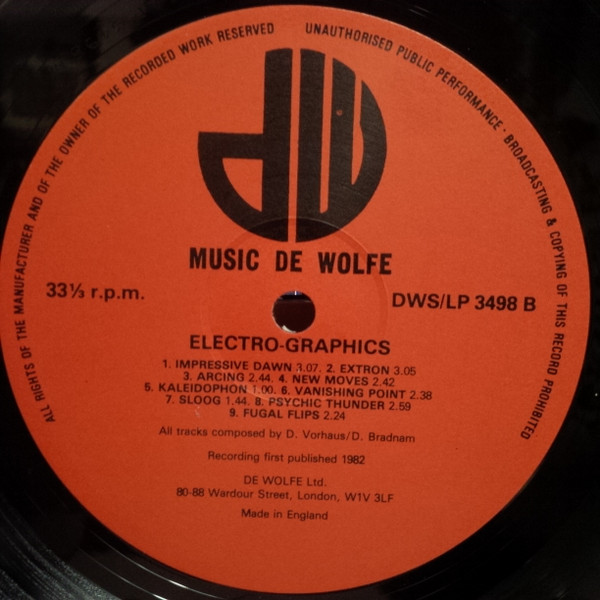 ALL RIGHTS OF THE MANUFACTURER AND OF THE OWNER OF THE RECORDED WORK RESERVED
UNAUTHORISED PUBLIC PERFORMANCE · BROADCASTING & COPYING OF THIS RECORD PROHIBITED
dW
MUSIC DE WOLFE
33⅓ r.p.m.
DWS/LP 3498 B
ELECTRO-GRAPHICS
1. IMPRESSIVE DAWN 3.07. 2. EXTRON 3.05
3. ARCING 2.44. 4. NEW MOVES 2.42
5. KALEIDOPHON 1.00. 6. VANISHING POINT 2.38
7. SLOOG 1.44. 8. PSYCHIC THUNDER 2.59
9. FUGAL FLIPS 2.24
All tracks composed by D. Vorhaus/D. Bradnam
Recording first published 1982
DE WOLFE Ltd.
80-88 Wardour Street, London, W1V 3LF
Made in England